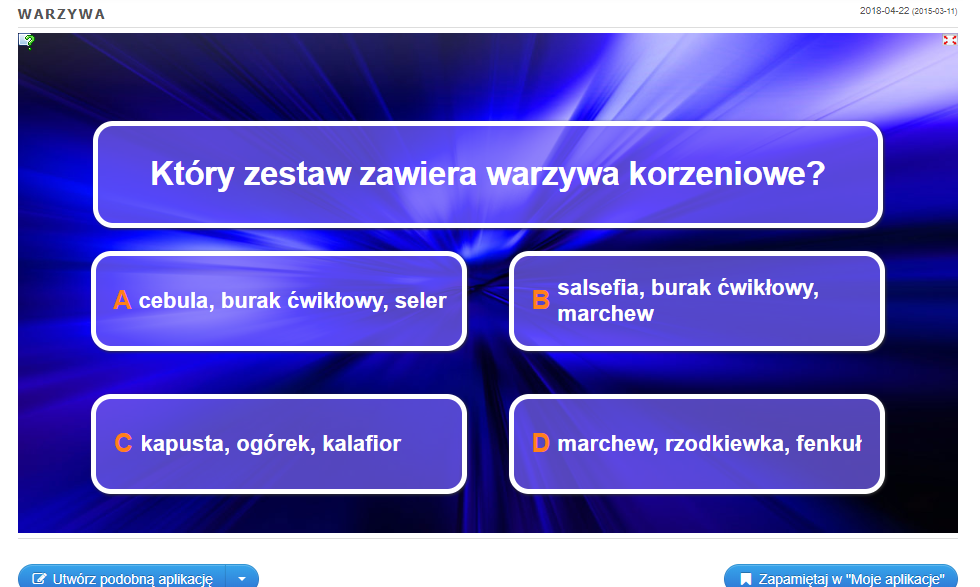 WARZYWA
2018-04-22 (2015-03-11)
Który zestaw zawiera warzywa korzeniowe?
A cebula, burak ćwikłowy, seler
B salsefia, burak ćwikłowy,
marchew
C kapusta, ogórek, kalafior
D marchew, rzodkiewka, fenkuł
Utwórz podobną aplikację
Zapamiętaj w "Moje aplikacje"